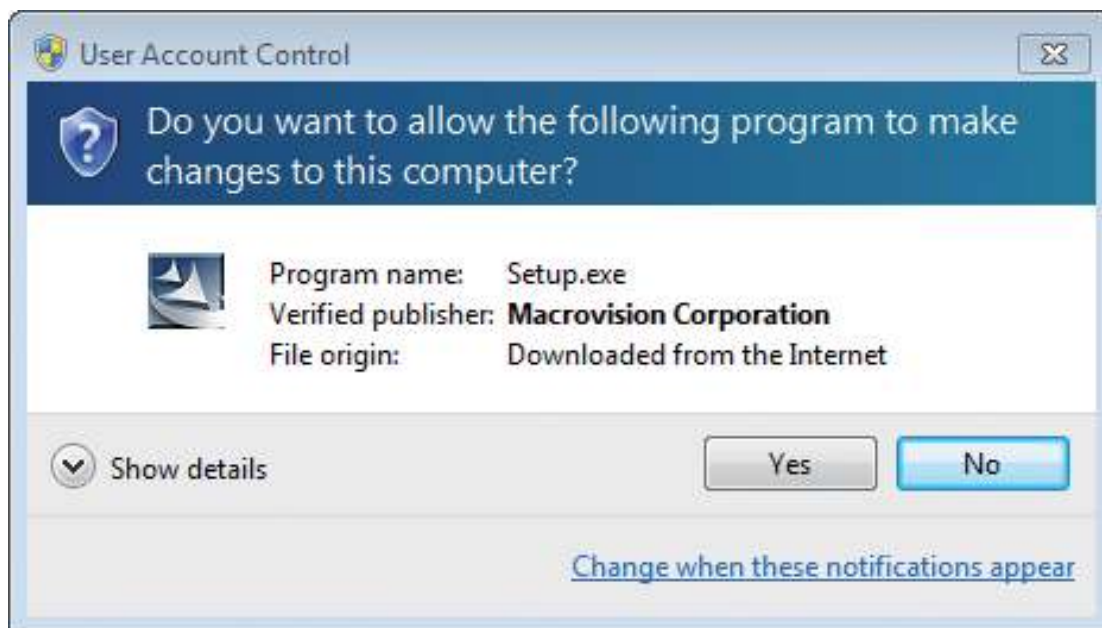 User Account Control
Do you want to allow the following program to make
changes to this computer?
Program name: Setup.exe
Verified publisher: Macrovision Corporation
File origin: Downloaded from the Internet
Show details
Yes
No
Change when these notifications appear